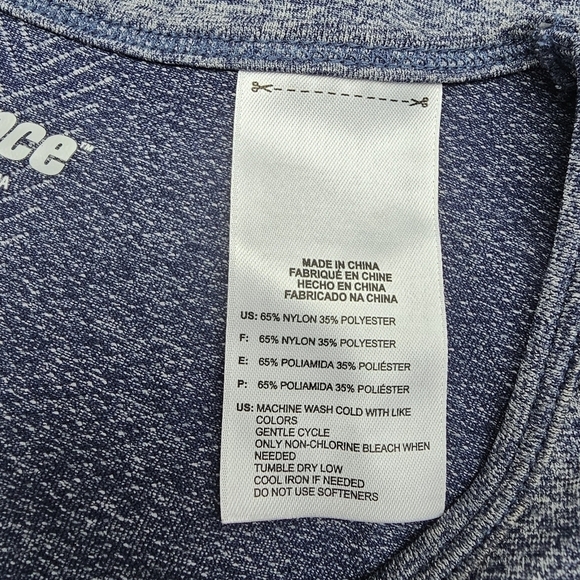 nce™
MADE IN CHINA
FABRIQUÉ EN CHINE
HECHO EN CHINA
FABRICADO NA CHINA
US: 65% NYLON 35% POLYESTER
F: 65% NYLON 35% POLYESTER
E: 65% POLIAMIDA 35% POLIÉSTER
P: 65% POLIAMIDA 35% POLIÉSTER
US: MACHINE WASH COLD WITH LIKE
COLORS
GENTLE CYCLE
ONLY NON-CHLORINE BLEACH WHEN
NEEDED
TUMBLE DRY LOW
COOL IRON IF NEEDED
DO NOT USE SOFTENERS